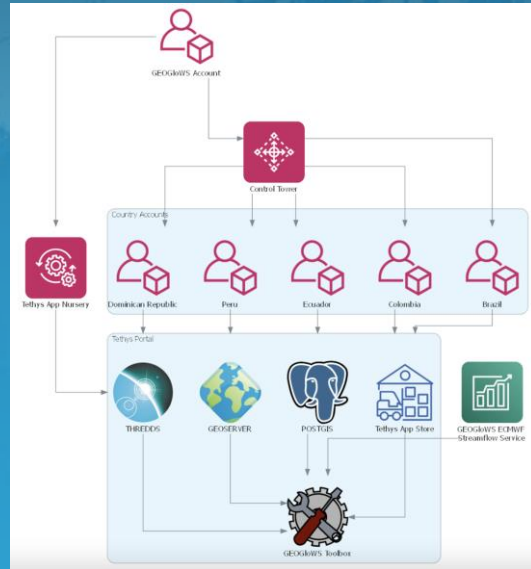 GEOGloWS Account
Control Tower
Country Accounts
Tethys App Nursery
Dominican Republic
Peru
Ecuador
Colombia
Brazil
Tethys Portal
THREDDS
GEOSERVER
POSTGIS
Tethys App Store
GEOGloWS ECMWF
Streamflow Service
GEOGloWS Toolbox